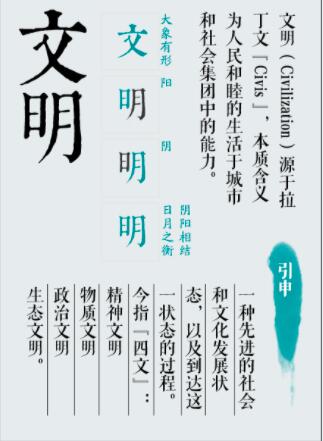 文明（Civilization）源于拉
丁文『Civis』，本质含义
为人民和睦的生活于城市
和社会集团中的能力。
大象有形
文
阳
明
阴
明
阴阳相结
日月之衡
明
文明
引申
一种先进的社会
和文化发展状
态，以及到达这
一状态的过程。
今指『四文』：
精神文明
物质文明
政治文明
生态文明。